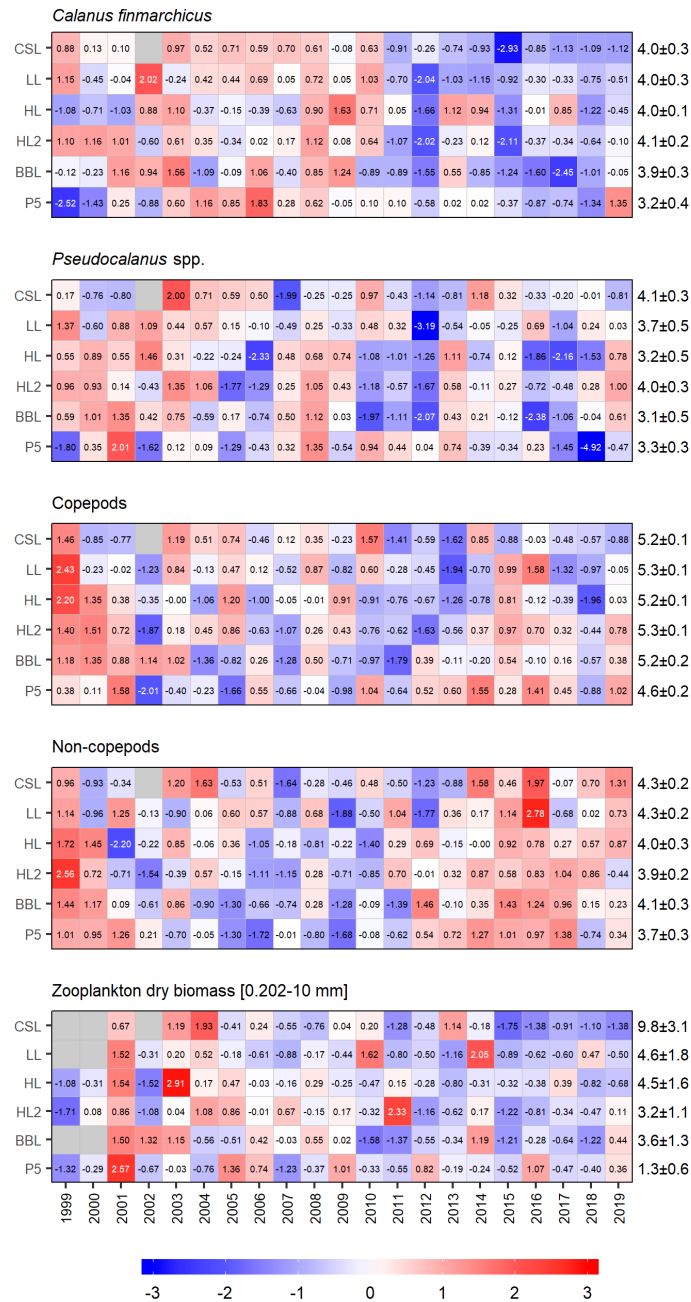 Calanus finmarchicus
CSL 0.88 0.13 0.10 0.97 0.52 0.71 0.59 0.70 0.61 -0.08 0.63 -0.91 -0.26 -0.74 -0.93 -2.93 -0.85 -1.13 -1.09 -1.12 4.0±0.3
LL 1.15 -0.45 -0.04 2.02 -0.24 0.42 0.44 0.69 0.05 0.72 0.05 1.03 -0.70 -2.04 -1.03 -1.15 -0.92 -0.30 -0.33 -0.75 -0.51 4.0±0.3
HL -1.08 -0.71 -1.03 0.88 1.10 -0.37 -0.15 -0.39 -0.63 0.90 1.63 0.71 0.05 -1.66 1.12 0.94 -1.31 -0.01 0.85 -1.22 -0.45 4.0±0.1
HL2 1.10 1.16 1.01 -0.60 0.61 0.35 -0.34 0.02 0.17 1.12 0.08 0.64 -1.07 -2.02 -0.23 0.12 -2.11 -0.37 -0.34 -0.64 -0.10 4.1±0.2
BBL -0.12 -0.23 1.16 0.94 1.56 -1.09 -0.09 1.06 -0.40 0.85 1.24 -0.89 -0.89 -1.55 0.55 -0.85 -1.24 -1.60 -2.45 -1.01 -0.05 3.9±0.3
P5 -2.52 -1.43 0.25 -0.88 0.60 1.16 0.85 1.83 0.28 0.62 -0.05 0.10 0.10 -0.58 0.02 0.02 -0.37 -0.87 -0.74 -1.34 1.35 3.2±0.4
Pseudocalanus spp.
CSL 0.17 -0.76 -0.80 2.00 0.71 0.59 0.50 -1.99 -0.25 -0.25 0.97 -0.43 -1.14 -0.81 1.18 0.32 -0.33 -0.20 -0.01 -0.81 4.1±0.3
LL 1.37 -0.60 0.88 1.09 0.44 0.57 0.15 -0.10 -0.49 0.25 -0.33 0.48 0.32 -3.19 -0.54 -0.05 -0.25 0.69 -1.04 0.24 0.03 3.7±0.5
HL 0.55 0.89 0.55 1.46 0.31 -0.22 -0.24 -2.33 0.48 0.68 0.74 -1.08 -1.01 -1.26 1.11 -0.74 0.12 -1.86 -2.16 -1.53 0.78 3.2±0.5
HL2 0.96 0.93 0.14 -0.43 1.35 1.06 -1.77 -1.29 0.25 1.05 0.43 -1.18 -0.57 -1.67 0.58 -0.11 0.27 -0.72 -0.48 0.28 1.00 4.0±0.3
BBL 0.59 1.01 1.35 0.42 0.75 -0.59 0.17 -0.74 0.50 1.12 0.03 -1.97 -1.11 -2.07 0.43 0.21 -0.12 -2.38 -1.06 -0.04 0.61 3.1±0.5
P5 -1.80 0.35 2.01 -1.62 0.12 0.09 -1.29 -0.43 0.32 1.35 -0.54 0.94 0.44 0.04 0.74 -0.39 -0.34 0.23 -1.45 -4.92 -0.47 3.3±0.3
Copepods
CSL 1.46 -0.85 -0.77 1.19 0.51 0.74 -0.46 0.12 0.35 -0.23 1.57 -1.41 -0.59 -1.62 0.85 -0.88 -0.03 -0.48 -0.57 -0.88 5.2±0.1
LL 2.43 -0.23 -0.02 -1.23 0.84 -0.13 0.47 0.12 -0.52 0.87 -0.82 0.60 -0.28 -0.45 -1.94 -0.70 0.99 1.58 -1.32 -0.97 -0.05 5.3±0.1
HL 2.20 1.35 0.38 -0.35 -0.00 -1.06 1.20 -1.00 -0.05 -0.01 0.91 -0.91 -0.76 -0.67 -1.26 -0.78 0.81 -0.12 -0.39 -1.96 0.03 5.2±0.1
HL2 1.40 1.51 0.72 -1.87 0.18 0.45 0.86 -0.63 -1.07 0.26 0.43 -0.76 -0.62 -1.63 -0.56 0.37 0.97 0.70 0.32 -0.44 0.78 5.3±0.1
BBL 1.18 1.35 0.88 1.14 1.02 -1.36 -0.82 0.26 -1.28 0.50 -0.71 -0.97 -1.79 0.39 -0.11 -0.20 0.54 -0.10 0.16 -0.57 0.38 5.2±0.2
P5 0.38 0.11 1.58 -2.01 -0.40 -0.23 -1.66 0.55 -0.66 -0.04 -0.98 1.04 -0.64 0.52 0.60 1.55 0.28 1.41 0.45 -0.88 1.02 4.6±0.2
Non-copepods
CSL 0.96 -0.93 -0.34 1.20 1.63 -0.53 0.51 -1.64 -0.28 -0.46 0.48 -0.50 -1.23 -0.88 1.58 0.46 1.97 -0.07 0.70 1.31 4.3±0.2
LL 1.14 -0.96 1.25 -0.13 -0.90 0.06 0.60 0.57 -0.88 0.68 -1.88 -0.50 1.04 -1.77 0.36 0.17 1.14 2.78 -0.68 0.02 0.73 4.3±0.2
HL 1.72 1.45 -2.20 -0.22 0.85 -0.06 0.36 -1.05 -0.18 -0.81 -0.22 -1.40 0.29 0.69 -0.15 -0.00 0.92 0.78 0.27 0.57 0.87 4.0±0.3
HL2 2.56 0.72 -0.71 -1.54 -0.39 0.57 -0.15 -1.11 -1.15 0.28 -0.71 -0.85 0.70 -0.01 0.32 0.87 0.58 0.83 1.04 0.86 -0.44 3.9±0.2
BBL 1.44 1.17 0.09 -0.61 0.86 -0.90 -1.30 -0.66 -0.74 0.28 -1.28 -0.09 -1.39 1.46 -0.10 0.35 1.43 1.24 0.96 0.15 0.23 4.1±0.3
P5 1.01 0.95 1.26 0.21 -0.70 -0.05 -1.30 -1.72 -0.01 -0.80 -1.68 -0.08 -0.62 0.54 0.72 1.27 1.01 0.97 1.38 -0.74 0.34 3.7±0.3
Zooplankton dry biomass [0.202-10 mm]
CSL 0.67 1.19 1.93 -0.41 0.24 -0.55 -0.76 0.04 0.20 -1.28 -0.48 1.14 -0.18 -1.75 -1.38 -0.91 -1.10 -1.38 9.8±3.1
LL 1.52 -0.31 0.20 0.52 -0.18 -0.61 -0.88 -0.17 -0.44 1.62 -0.50 -0.83 -1.16 2.05 -0.89 -0.62 -0.60 0.47 -0.50 4.6±1.8
HL -1.08 -0.31 1.54 -1.52 2.91 0.17 0.47 -0.03 -0.16 0.29 -0.25 -0.47 0.15 -0.28 -0.80 -0.31 -0.32 -0.38 0.39 -0.82 -0.68 4.5±1.6
HL2 -1.71 0.08 0.86 -1.08 0.04 1.08 0.86 -0.01 0.67 -0.15 0.17 -0.32 2.33 -1.16 -0.62 0.17 -1.22 -0.81 -0.34 -0.47 0.11 3.2±1.1
BBL 1.50 1.32 1.15 -0.56 -0.51 0.42 -0.03 0.55 0.02 -1.58 -1.37 -0.55 -0.34 1.19 -1.21 -0.28 -0.64 -1.22 0.44 3.6±1.3
P5 -1.32 -0.29 2.57 -0.67 -0.03 -0.76 1.36 0.74 -1.23 -0.37 1.01 -0.33 -0.55 0.82 -0.19 -0.24 -0.52 1.07 -0.47 -0.40 0.36 1.3±0.6
1999 2000 2001 2002 2003 2004 2005 2006 2007 2008 2009 2010 2011 2012 2013 2014 2015 2016 2017 2018 2019
-3 -2 -1 0 1 2 3